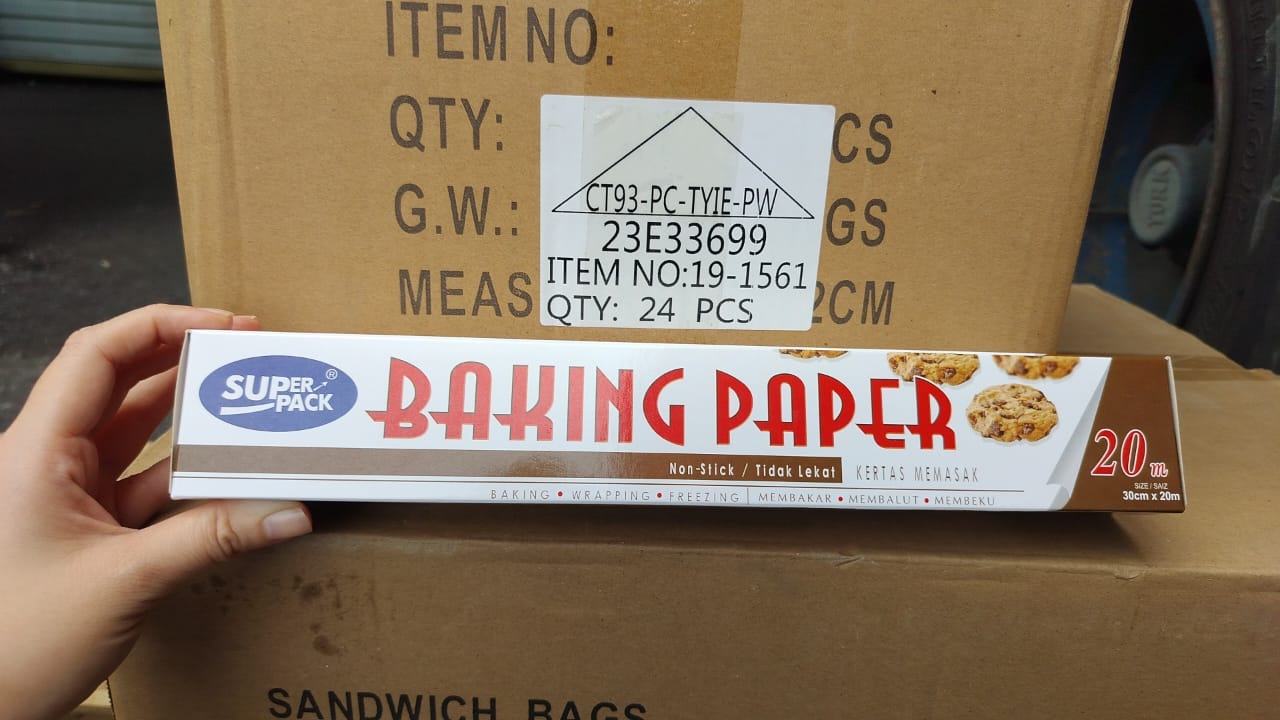 ITEM NO:
QTY: CS
G.W.: GS
MEAS 2CM
CT93-PC-TYIE-PW
23E33699
ITEM NO:19-1561
QTY: 24 PCS
SUPER PACK ®
BAKING PAPER
Non-Stick / Tidak Lekat KERTAS MEMASAK
BAKING • WRAPPING • FREEZING | MEMBAKAR • MEMBALUT • MEMBEKU
20m
SIZE / SAIZ
30cm x 20m
SANDWICH BAGS